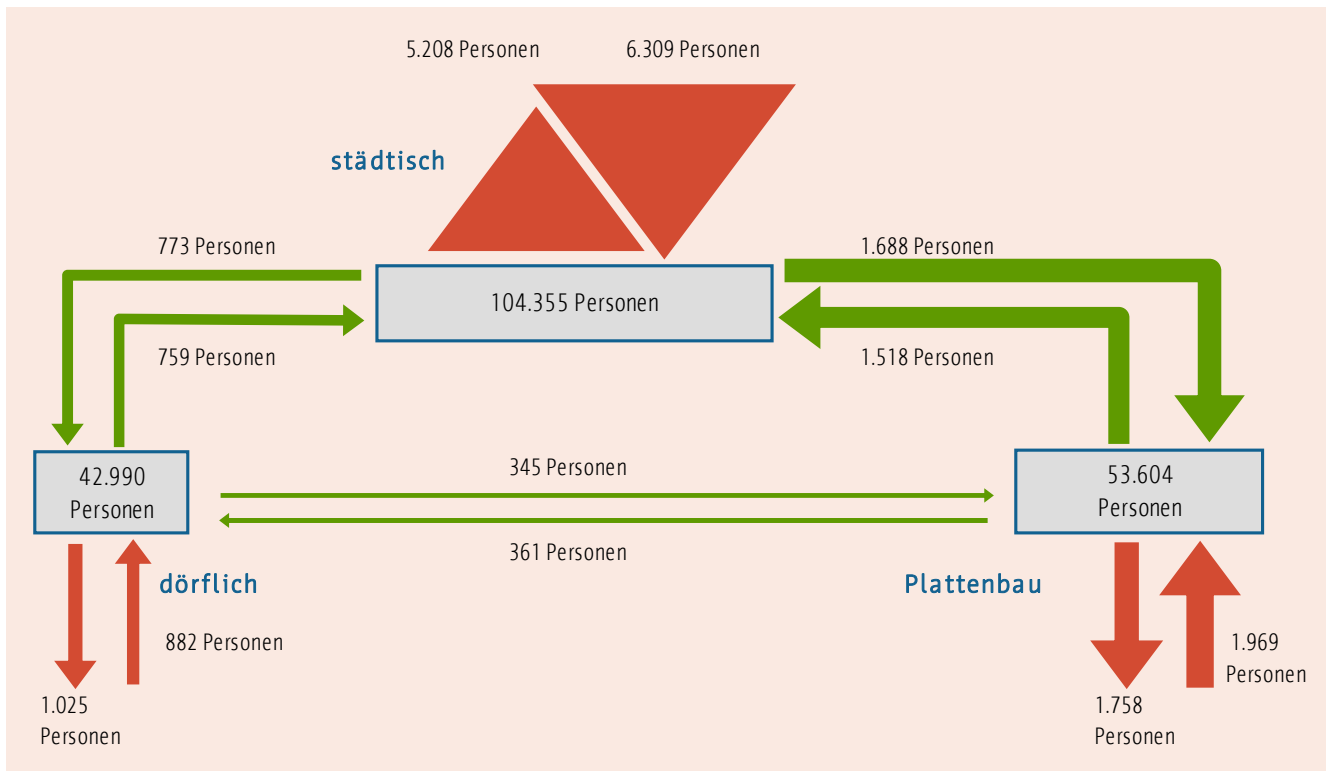 5.208 Personen
6.309 Personen
städtisch
773 Personen
1.688 Personen
104.355 Personen
759 Personen
1.518 Personen
42.990
Personen
345 Personen
53.604
Personen
361 Personen
dörflich
Plattenbau
882 Personen
1.969
Personen
1.025
Personen
1.758
Personen